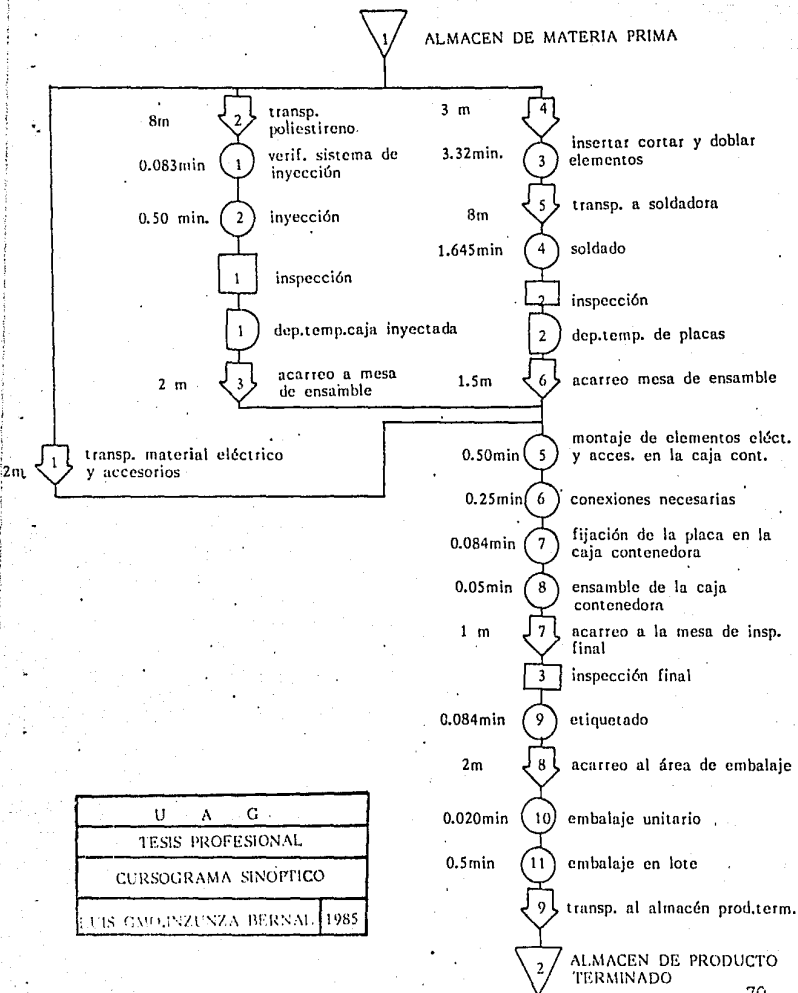 1 ALMACEN DE MATERIA PRIMA
8m 2 transp.
poliestireno.
0.083min 1 verif. sistema de
inyección
0.50 min. 2 inyección
1 inspección
1 dep.temp.caja inyectada
2 m 3 acarreo a mesa
de ensamble
2m 1 transp. material eléctrico
y accesorios
3 m 4
3.32min. 3 insertar cortar y doblar
elementos
8m 5 transp. a soldadora
1.645min 4 soldado
2 inspección
2 dep.temp. de placas
1.5m 6 acarreo mesa de ensamble
0.50min 5 montaje de elementos eléct.
y acces. en la caja cont.
0.25min 6 conexiones necesarias
0.084min 7 fijación de la placa en la
caja contenedora
0.05min 8 ensamble de la caja
contenedora
1 m 7 acarreo a la mesa de insp.
final
3 inspección final
0.084min 9 etiquetado
2m 8 acarreo al área de embalaje
0.020min 10 embalaje unitario
0.5min 11 embalaje en lote
9 transp. al almacén prod.term.
2 ALMACEN DE PRODUCTO
TERMINADO
U A G
TESIS PROFESIONAL
CURSOGRAMA SINOPTICO
LUIS GMO.INZUNZA BERNAL 1985